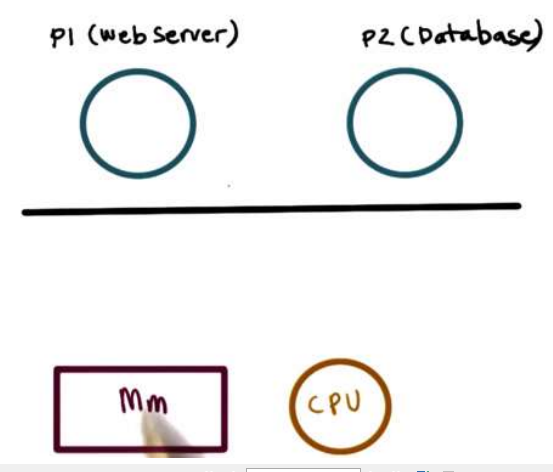 P1 (Web Server)
P2 (Database)
Mm
CPU